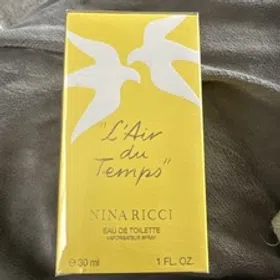 "L'Air
du
Temps"
NINA RICCI
EAU DE TOILETTE
VAPORISATEUR SPRAY
℮ 30 ml 1 FL. OZ.